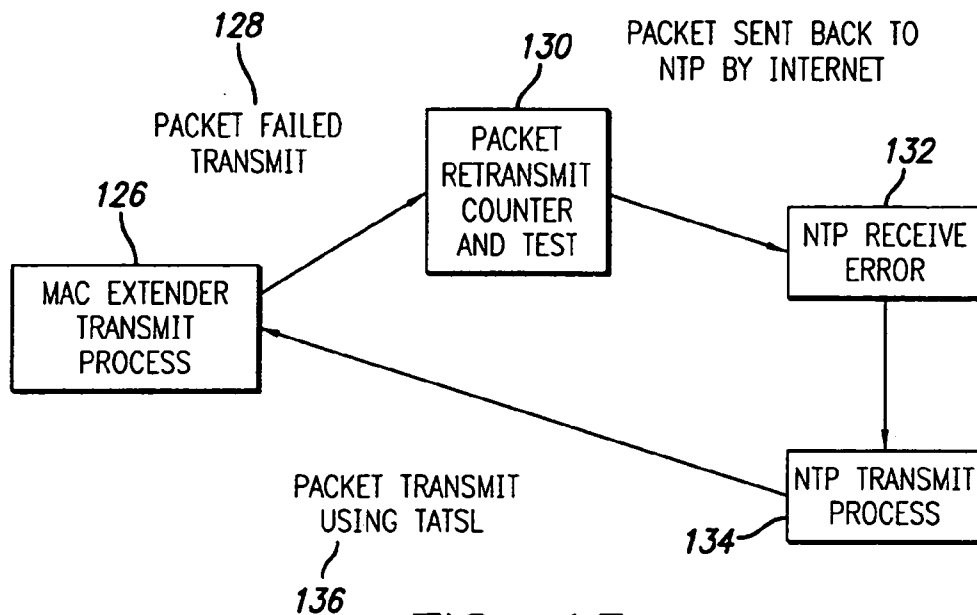 128
PACKET FAILED
TRANSMIT
130
PACKET
RETRANSMIT
COUNTER
AND TEST
PACKET SENT BACK TO
NTP BY INTERNET
132
NTP RECEIVE
ERROR
126
MAC EXTENDER
TRANSMIT
PROCESS
NTP TRANSMIT
PROCESS
134
PACKET TRANSMIT
USING TATSL
136